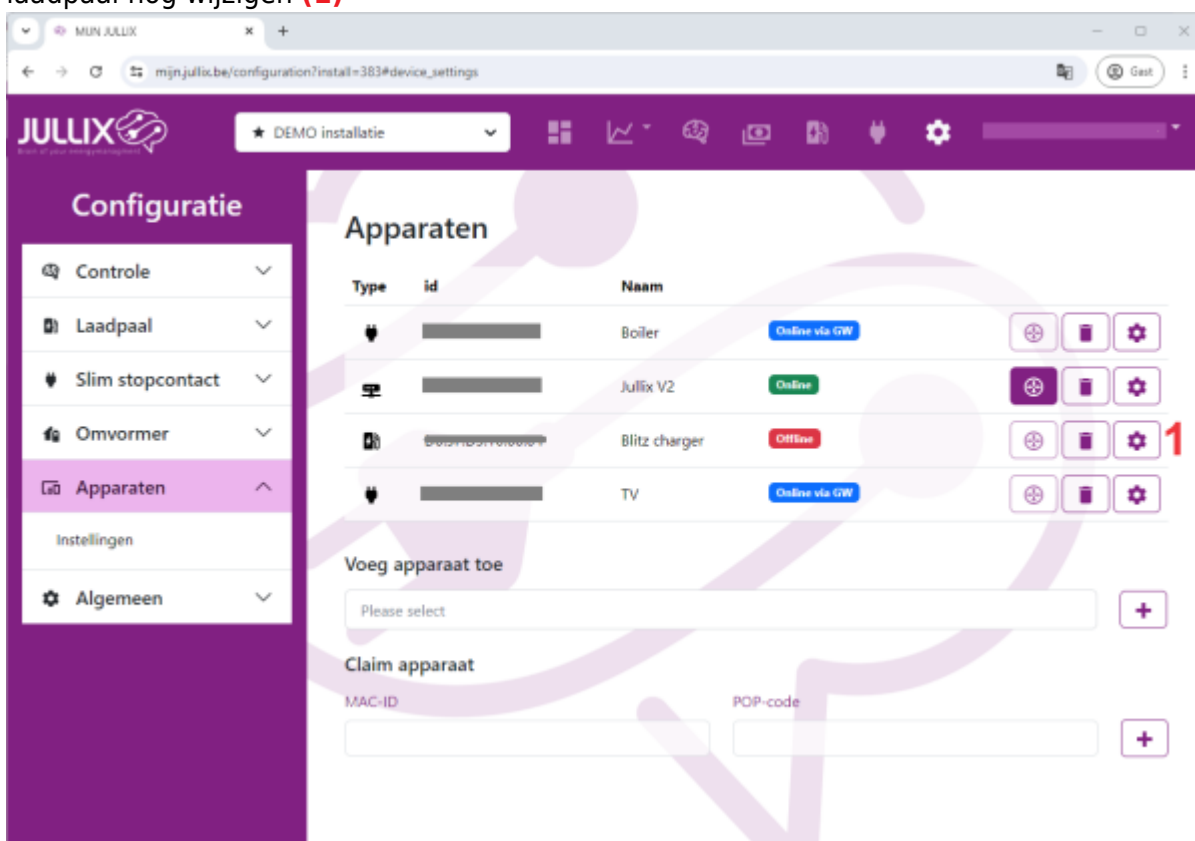 laadpaal nog wijzigen (1)
MIJN JULLIX
mijn.jullix.be/configuration?install=383#device_settings
Gast
JULLIX
DEMO installatie
Configuratie
Controle
Laadpaal
Slim stopcontact
Omvormer
Apparaten
Instellingen
Algemeen
Apparaten
Type id Naam
Boiler Online via GW
Jullix V2 Online
Blitz charger Offline 1
TV Online via GW
Voeg apparaat toe
Please select
Claim apparaat
MAC-ID POP-code